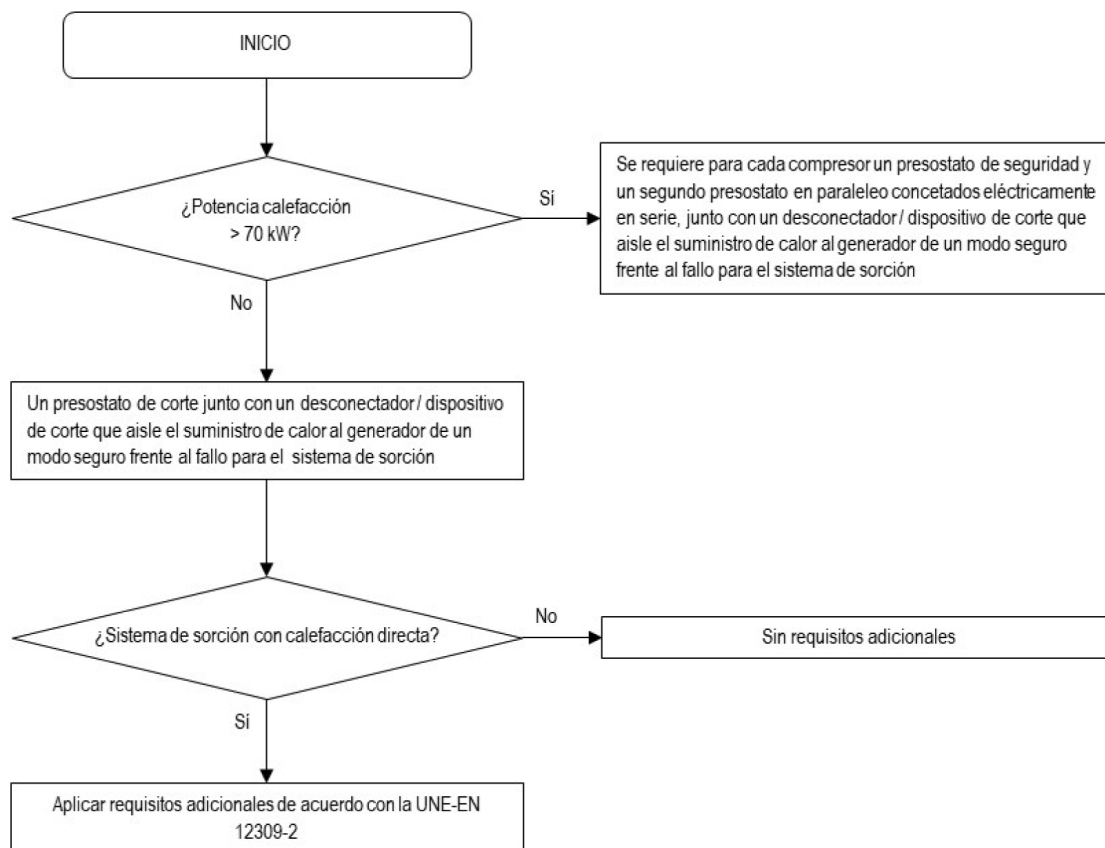 INICIO
¿Potencia calefacción
> 70 kW?
Sí
Se requiere para cada compresor un presostato de seguridad y
un segundo presostato en paraleleo concetados eléctricamente
en serie, junto con un desconectador / dispositivo de corte que
aisle el suministro de calor al generador de un modo seguro
frente al fallo para el sistema de sorción
No
Un presostato de corte junto con un desconectador / dispositivo
de corte que aisle el suministro de calor al generador de un
modo seguro frente al fallo para el sistema de sorción
¿Sistema de sorción con calefacción directa?
No
Sin requisitos adicionales
Sí
Aplicar requisitos adicionales de acuerdo con la UNE-EN
12309-2